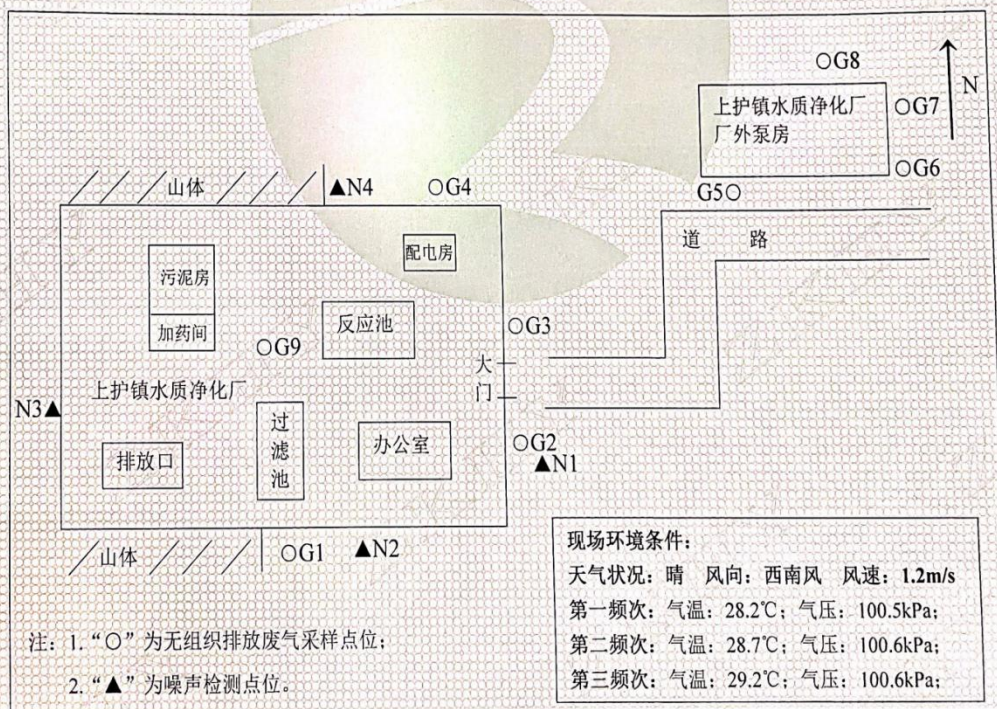 ○G8
N
上护镇水质净化厂
厂外泵房
○G7
○G6
G5○
山体
▲N4
○G4
道 路
配电房
污泥房
加药间
反应池
○G3
○G9
大门
上护镇水质净化厂
N3▲
过滤池
办公室
排放口
○G2
▲N1
山体
○G1
▲N2
现场环境条件:
天气状况: 晴 风向: 西南风 风速: 1.2m/s
第一频次: 气温: 28.2℃; 气压: 100.5kPa;
第二频次: 气温: 28.7℃; 气压: 100.6kPa;
第三频次: 气温: 29.2℃; 气压: 100.6kPa;
注: 1. “○”为无组织排放废气采样点位;
2. “▲”为噪声检测点位。